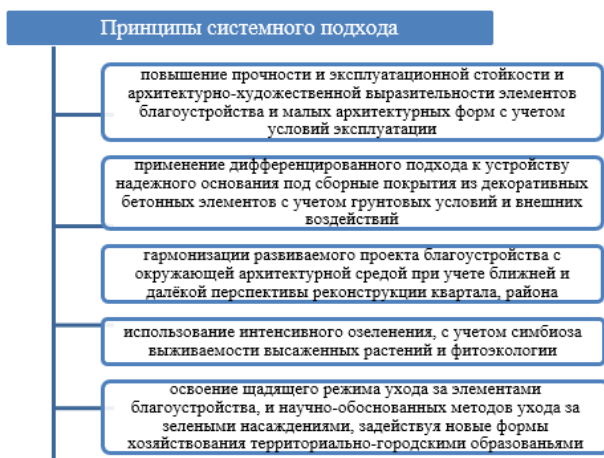 Принципы системного подхода
повышение прочности и эксплуатационной стойкости и
архитектурно-художественной выразительности элементов
благоустройства и малых архитектурных форм с учетом
условий эксплуатации
применение дифференцированного подхода к устройству
надежного основания под сборные покрытия из декоративных
бетонных элементов с учетом грунтовых условий и внешних
воздействий
гармонизации развиваемого проекта благоустройства с
окружающей архитектурной средой при учете ближней и
далёкой перспективы реконструкции квартала, района
использование интенсивного озеленения, с учетом симбиоза
выживаемости высаженных растений и фитоэкологии
освоение щадящего режима ухода за элементами
благоустройства, и научно-обоснованных методов ухода за
зелеными насаждениями, задействуя новые формы
хозяйствования территориально-городскими образованьями